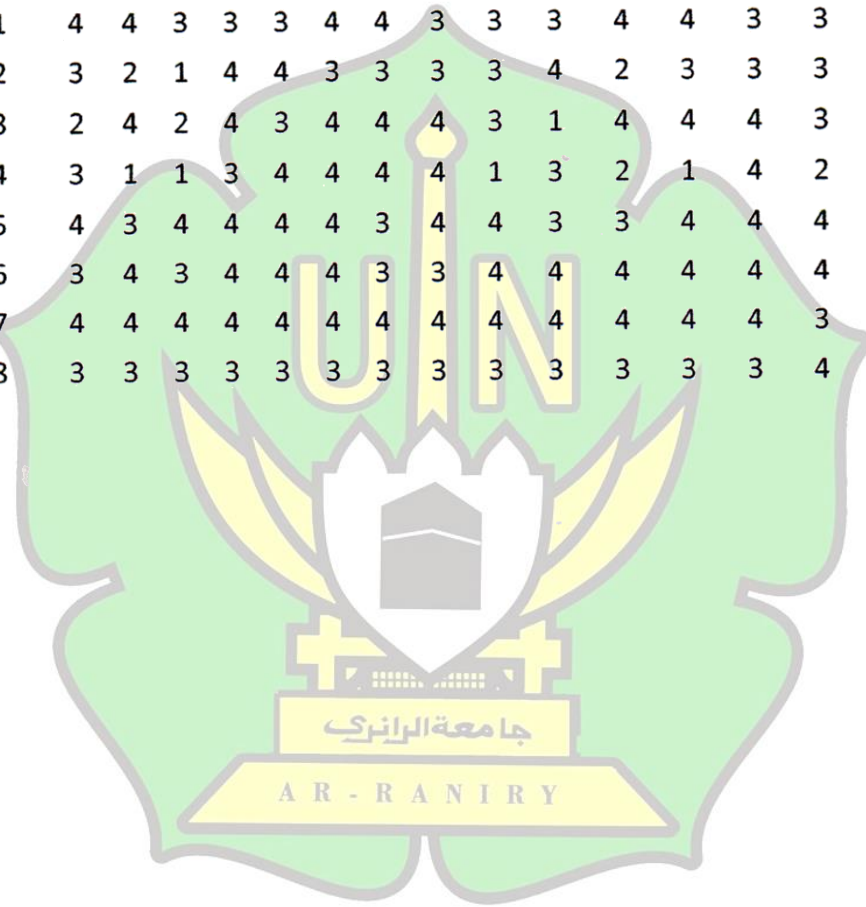 1 4 4 3 3 3 4 4 3 3 3 4 4 3 3
2 3 2 1 4 4 3 3 3 3 4 2 3 3 3
3 2 4 2 4 3 4 4 4 3 1 4 4 4 3
4 3 1 1 3 4 4 4 4 1 3 2 1 4 2
5 4 3 4 4 4 4 3 4 4 3 3 4 4 4
6 3 4 3 4 4 4 3 3 4 4 4 4 4 4
7 4 4 4 4 4 4 4 4 4 4 4 4 4 3
8 3 3 3 3 3 3 3 3 3 3 3 3 3 4
UIN
جامعةالرانري
AR-RANIRY